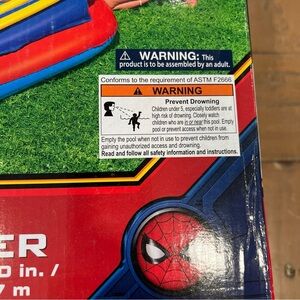 WARNING: This
product is to be assembled by an adult.
Conforms to the requirement of ASTM F2666
WARNING
Prevent Drowning
Children under 5, especially toddlers are at
high risk of drowning. Closely watch
children who are in or near this pool. Empty
pool or prevent access when not in use.
Empty the pool when not in use to prevent children from
gaining unauthorized access and drowning.
Read and follow all safety information and instructions.
ER
0 in. /
7 m